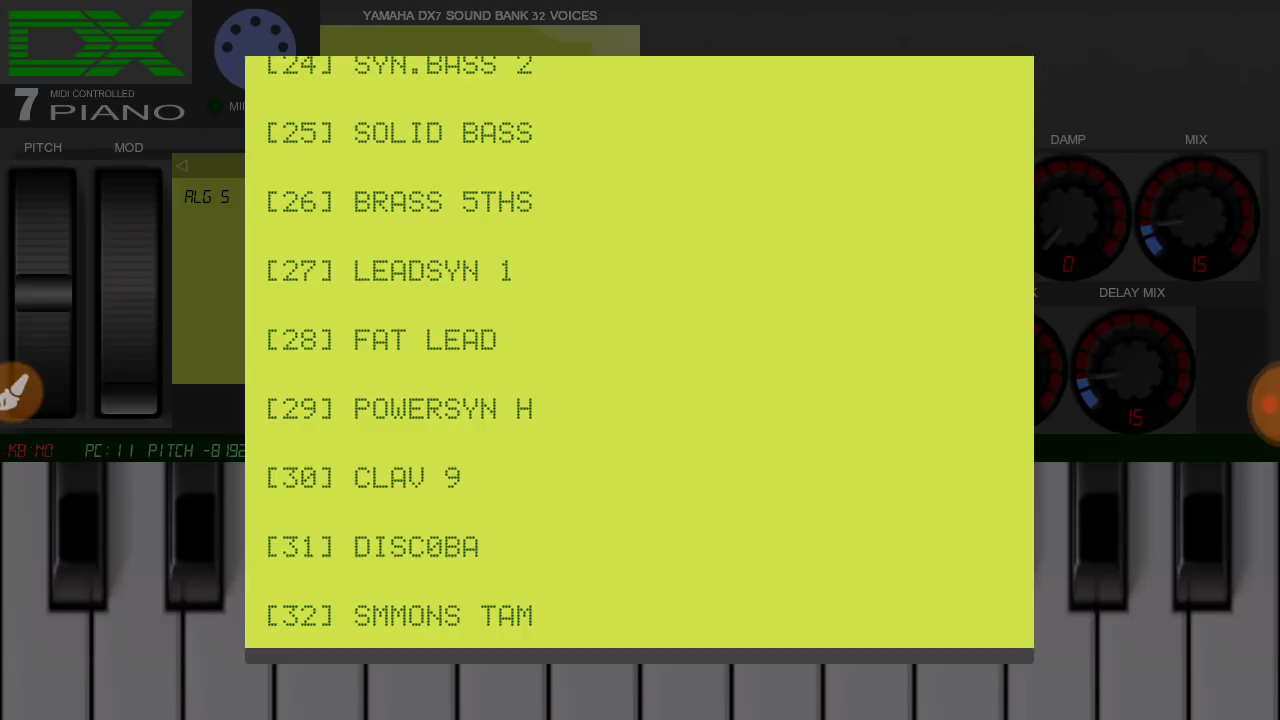 YAMAHA DX7 SOUND BANK 32 VOICES
DX
7 MIDI CONTROLLED
PIANO
PITCH MOD
ALG 5
[24] SYN.BASS 2
[25] SOLID BASS
[26] BRASS 5THS
[27] LEADSYN 1
[28] FAT LEAD
[29] POWERSYN H
[30] CLAV 9
[31] DISC0BA
[32] SMMONS TAM
DAMP MIX
0 15
DELAY MIX
15
KB:NO PC:11 PITCH -8192